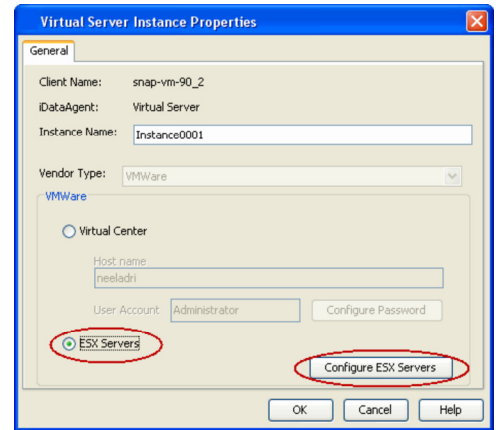 Virtual Server Instance Properties
General
Client Name: snap-vm-90_2
iDataAgent: Virtual Server
Instance Name: Instance0001
Vendor Type: VMWare
VMWare
Virtual Center
Host name
neeladri
User Account Administrator Configure Password
ESX Servers
Configure ESX Servers
OK Cancel Help